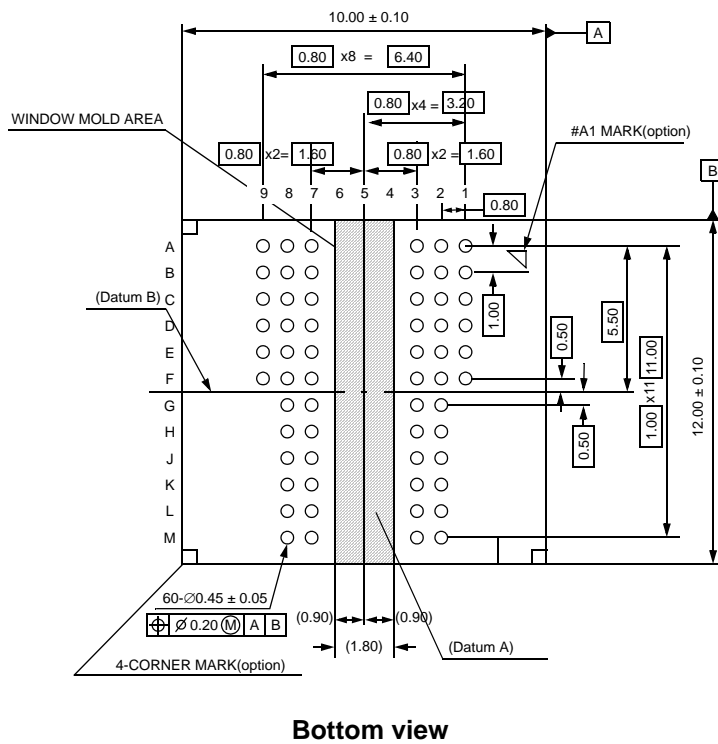 10.00 ± 0.10
A
0.80 x8 = 6.40
0.80 x4 = 3.20
WINDOW MOLD AREA
#A1 MARK(option)
0.80 x2= 1.60
0.80 x2 = 1.60
B
9 8 7 6 5 4 3 2 1
0.80
A
B
C
D
E
F
G
H
J
K
L
M
(Datum B)
1.00
0.50
5.50
1.00 x11 11.00
12.00 ± 0.10
0.50
60-∅0.45 ± 0.05
⌖ ∅ 0.20 Ⓜ A B
(0.90) (0.90)
(1.80)
(Datum A)
4-CORNER MARK(option)
Bottom view